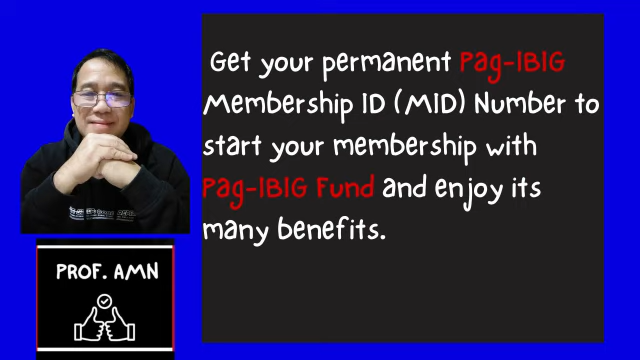 Get your permanent Pag-IBIG
Membership ID (MID) Number to
start your membership with
Pag-IBIG Fund and enjoy its
many benefits.
PROF. AMN